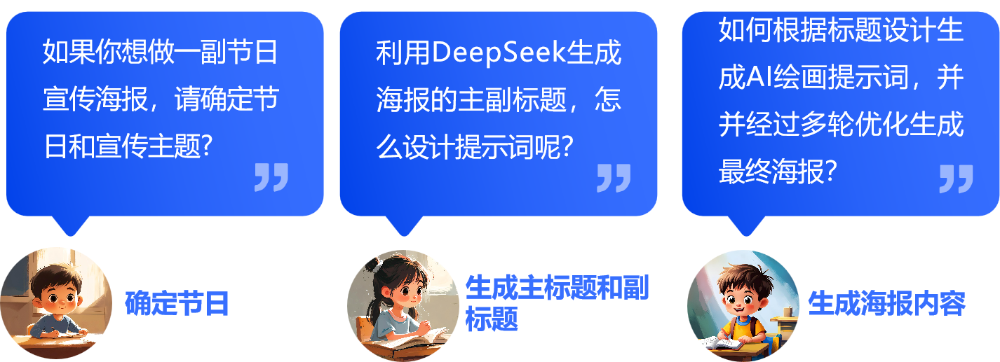 如果你想做一副节日
宣传海报，请确定节
日和宣传主题?
”
利用DeepSeek生成
海报的主副标题，怎
么设计提示词呢?
”
如何根据标题设计生
成AI绘画提示词，并
并经过多轮优化生成
最终海报?
”
确定节日
生成主标题和副
标题
生成海报内容